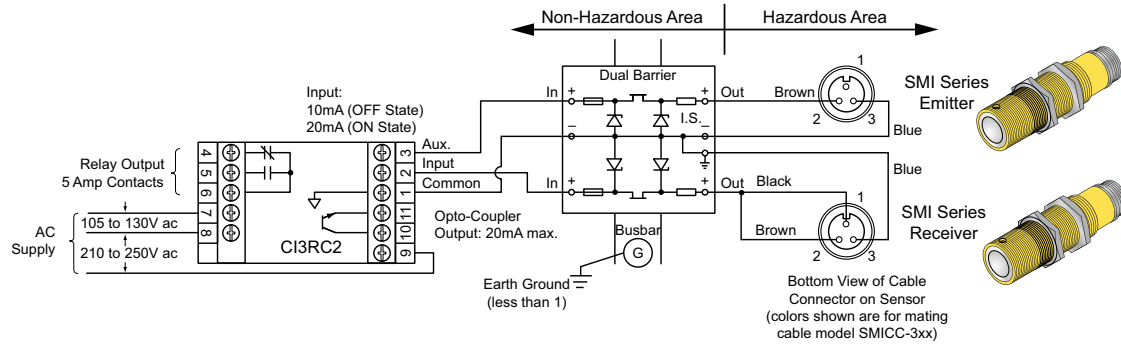 Non-Hazardous Area
Hazardous Area
Dual Barrier
Input:
10mA (OFF State)
20mA (ON State)
In
+
+
Out
Brown
1
2
3
SMI Series
Emitter
I.S.
–
–
Blue
Relay Output
5 Amp Contacts
4
5
6
7
8
3
2
1
11
10
9
Aux.
Input
Common
In
+
+
Out
Black
Blue
AC
Supply
105 to 130V ac
210 to 250V ac
CI3RC2
Opto-Coupler
Output: 20mA max.
Busbar
G
Brown
1
2
3
SMI Series
Receiver
Earth Ground
(less than 1)
Bottom View of Cable
Connector on Sensor
(colors shown are for mating
cable model SMICC-3xx)